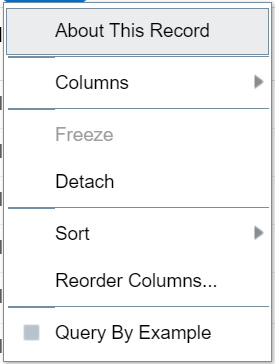 About This Record
Columns
Freeze
Detach
Sort
Reorder Columns...
Query By Example